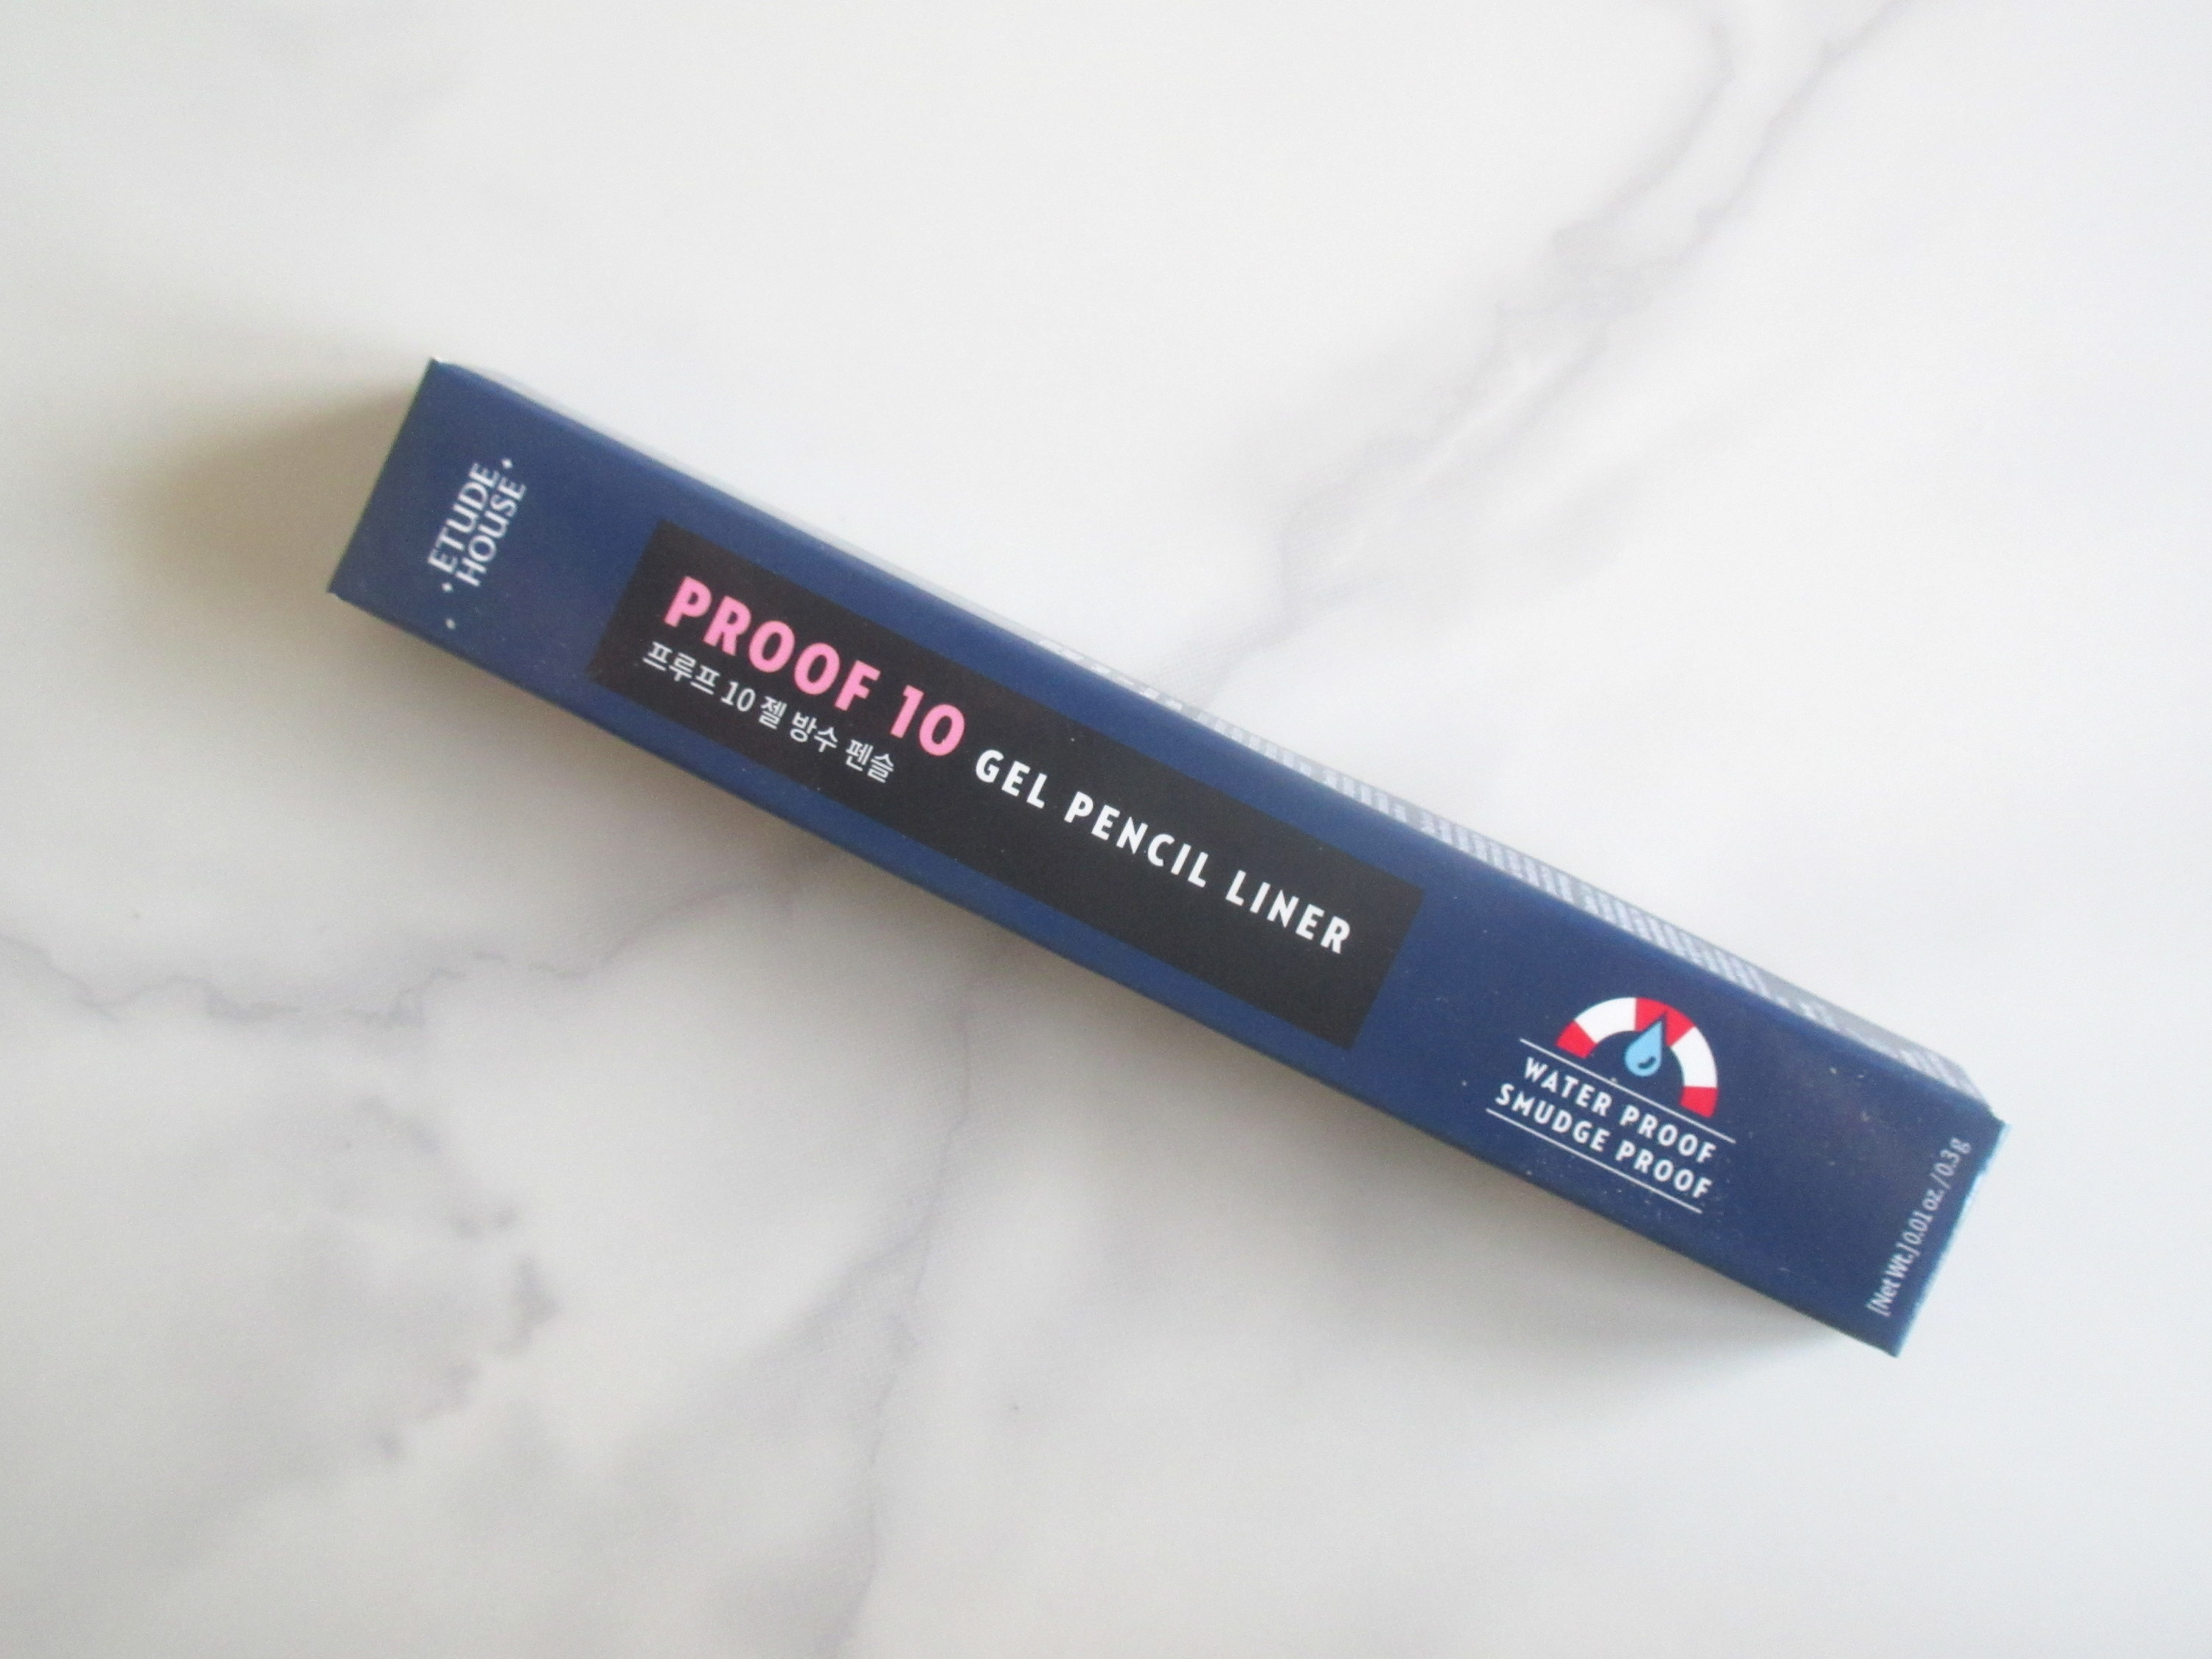 ETUDE
HOUSE
PROOF 10 GEL PENCIL LINER
프루프 10 젤 방수 펜슬
WATER PROOF
SMUDGE PROOF
[Net Wt.] 0.01 oz. / 0.3 g